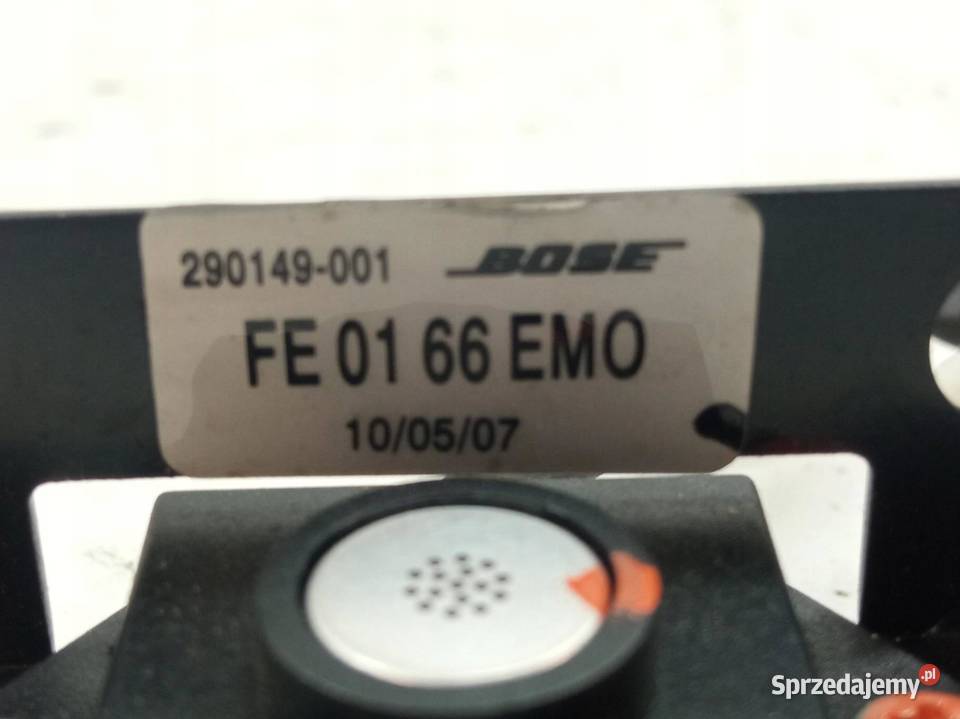 290149-001 BOSE
FE 01 66 EMO
10/05/07
Sprzedajemy.pl